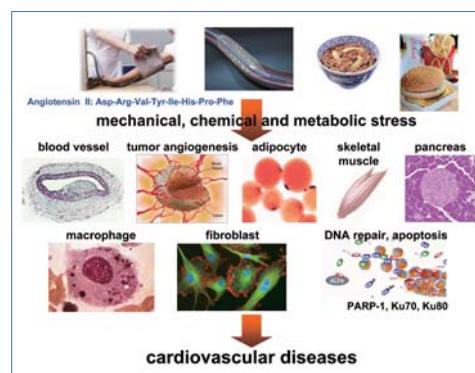 Angiotensin II: Asp-Arg-Val-Tyr-Ile-His-Pro-Phe
mechanical, chemical and metabolic stress
blood vessel
tumor angiogenesis
adipocyte
skeletal
muscle
pancreas
macrophage
fibroblast
DNA repair, apoptosis
PARP-1, Ku70, Ku80
cardiovascular diseases